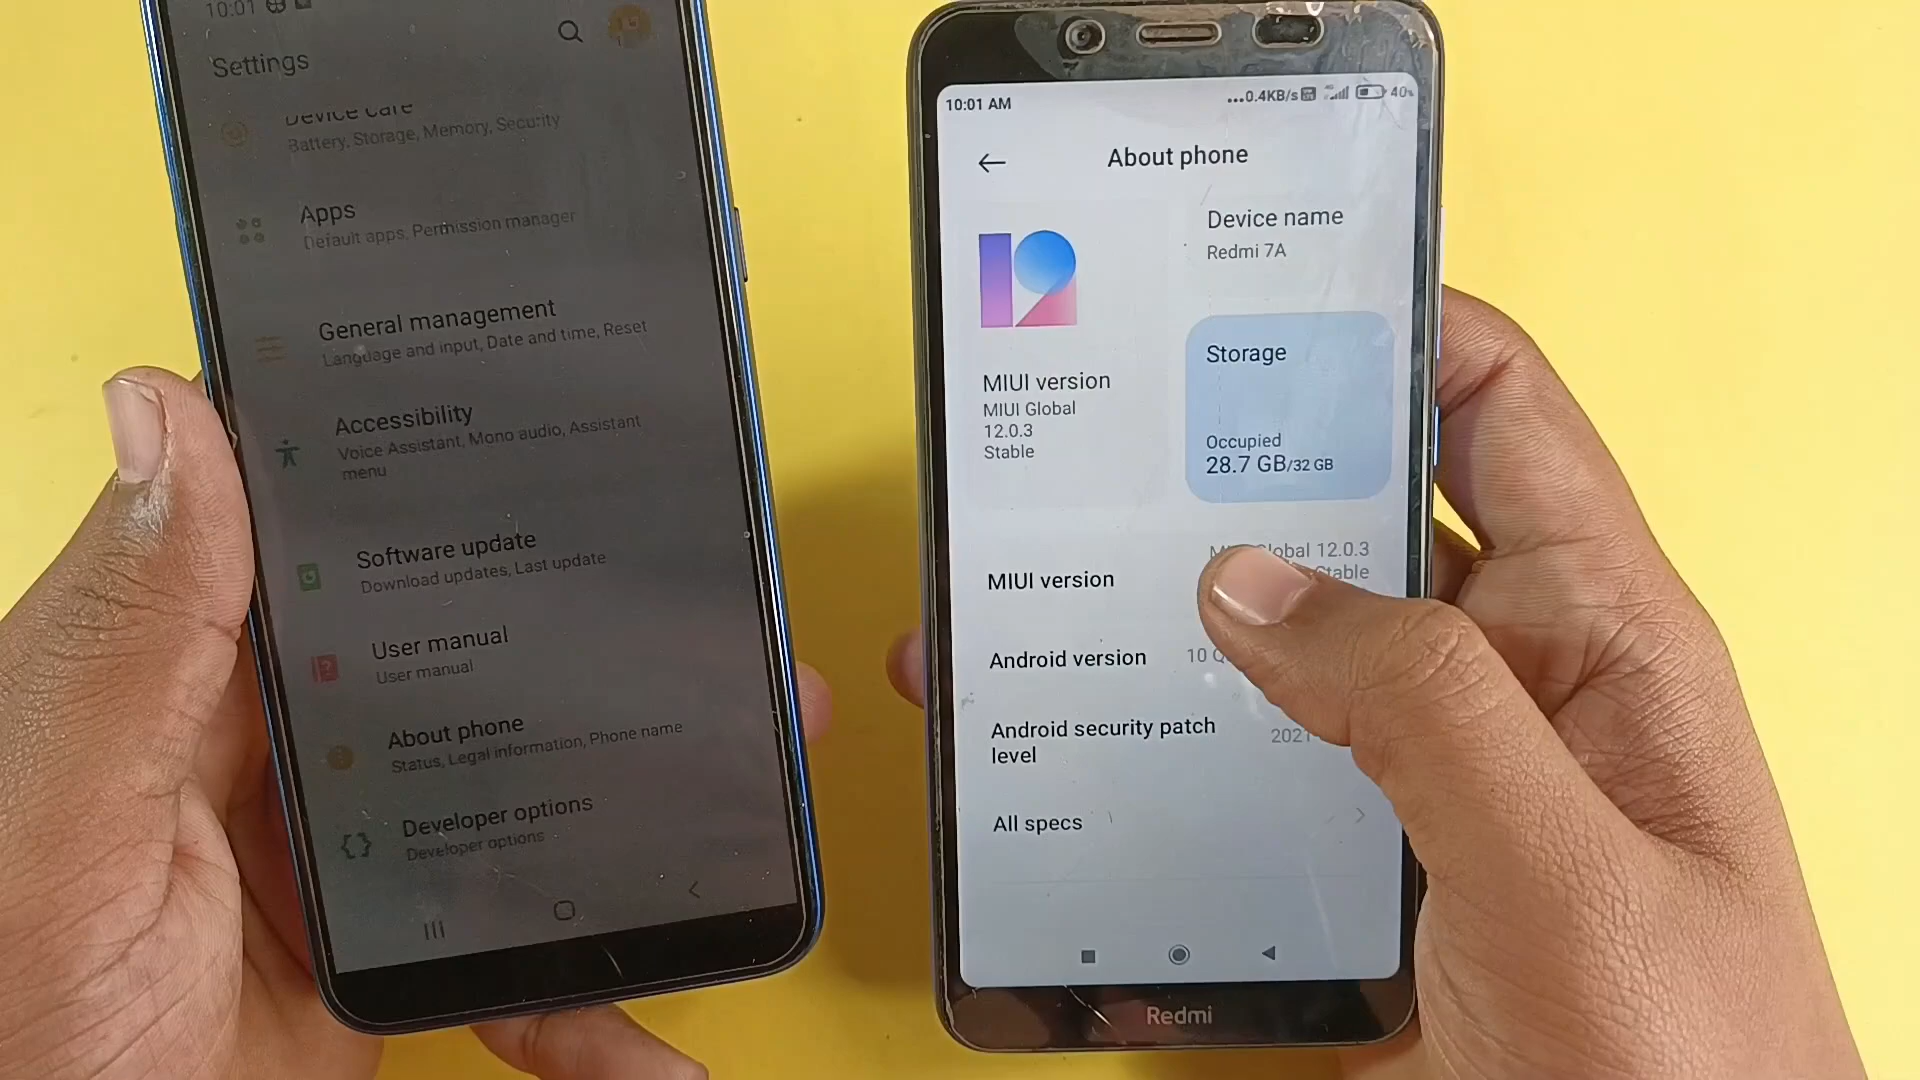 10:01
Settings
Device care
Battery, Storage, Memory, Security
Apps
Default apps, Permission manager
General management
Language and input, Date and time, Reset
Accessibility
Voice Assistant, Mono audio, Assistant
menu
Software update
Download updates, Last update
User manual
User manual
About phone
Status, Legal information, Phone name
Developer options
Developer options
10:01 AM
...0.4KB/s
4G
40%
About phone
Device name
Redmi 7A
MIUI version
MIUI Global
12.0.3
Stable
Storage
Occupied
28.7 GB/32 GB
MIUI version
Global 12.0.3
Stable
Android version
10
Android security patch
level
2021
All specs
Redmi